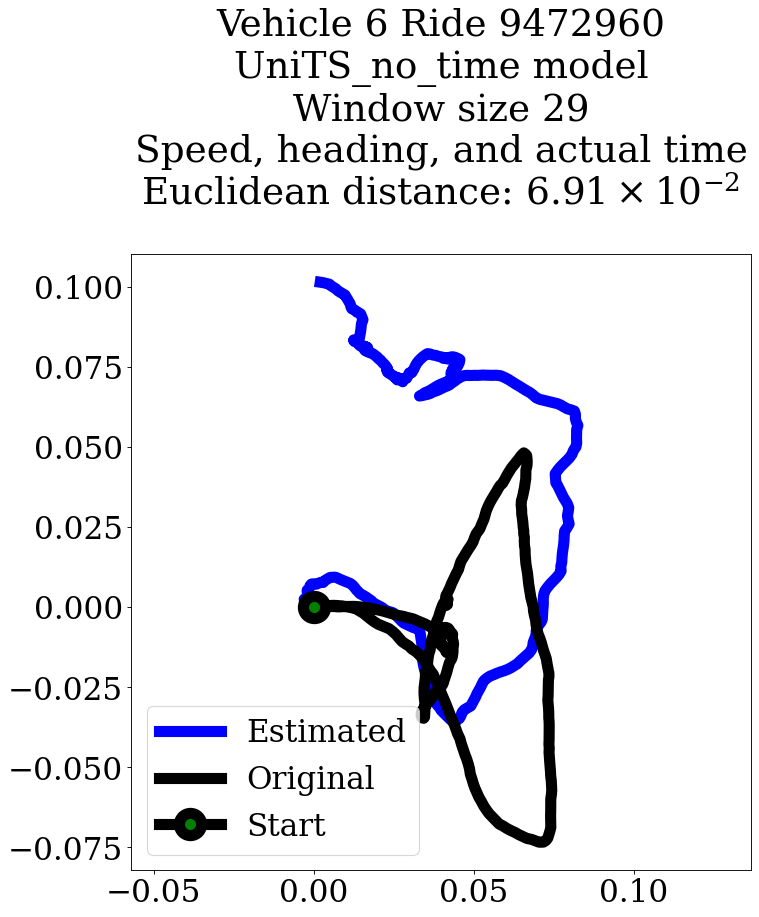 Vehicle 6 Ride 9472960
UniTS_no_time model
Window size 29
Speed, heading, and actual time
Euclidean distance: 6.91 × 10⁻²
0.100
0.075
0.050
0.025
0.000
−0.025
−0.050
−0.075
Estimated
Original
Start
−0.05
0.00
0.05
0.10